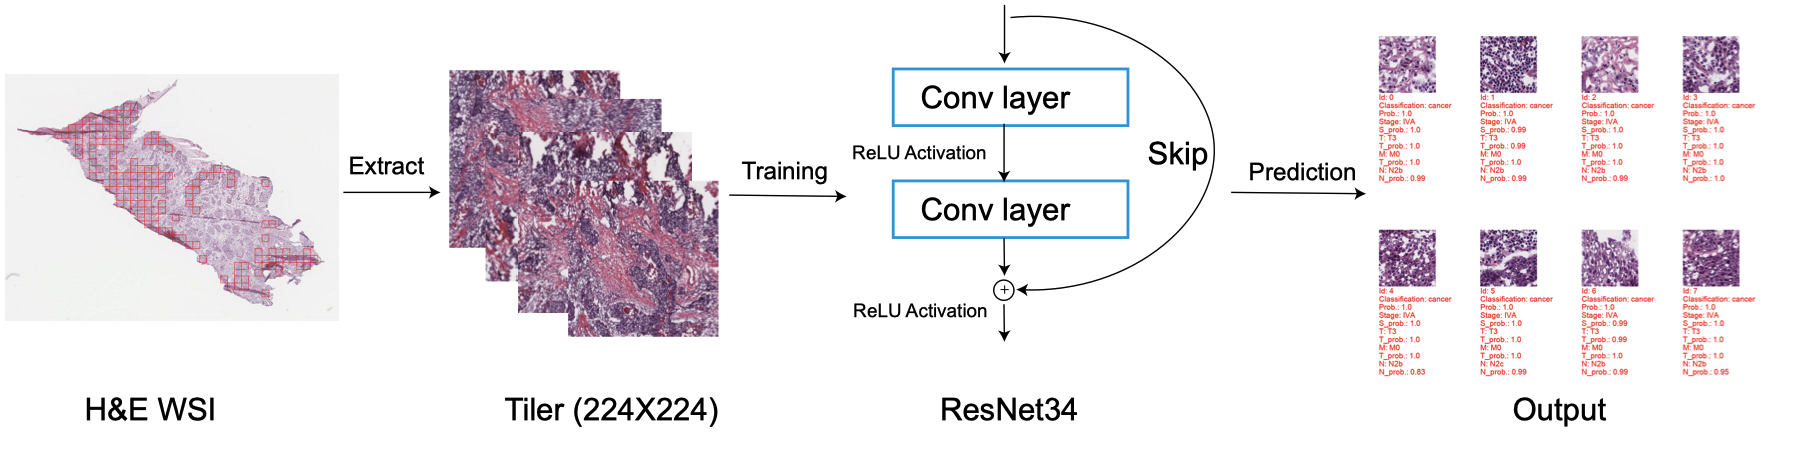 Extract
Training
Conv layer
ReLU Activation
Conv layer
Skip
ReLU Activation
Prediction
Id: 0
Classification: cancer
Prob.: 1.0
Stage: IVA
S_prob.: 1.0
T: T3
T_prob.: 1.0
M: M0
T_prob.: 1.0
N: N2b
N_prob.: 0.99
Id: 1
Classification: cancer
Prob.: 1.0
Stage: IVA
S_prob.: 0.99
T: T3
T_prob.: 0.99
M: M0
T_prob.: 1.0
N: N2b
N_prob.: 0.99
Id: 2
Classification: cancer
Prob.: 1.0
Stage: IVA
S_prob.: 1.0
T: T3
T_prob.: 1.0
M: M0
T_prob.: 1.0
N: N2b
N_prob.: 0.99
Id: 3
Classification: cancer
Prob.: 1.0
Stage: IVA
S_prob.: 1.0
T: T3
T_prob.: 1.0
M: M0
T_prob.: 1.0
N: N2b
N_prob.: 1.0
Id: 4
Classification: cancer
Prob.: 1.0
Stage: IVA
S_prob.: 1.0
T: T3
T_prob.: 1.0
M: M0
T_prob.: 1.0
N: N2b
N_prob.: 0.83
Id: 5
Classification: cancer
Prob.: 1.0
Stage: IVA
S_prob.: 1.0
T: T3
T_prob.: 1.0
M: M0
T_prob.: 1.0
N: N2c
N_prob.: 0.99
Id: 6
Classification: cancer
Prob.: 1.0
Stage: IVA
S_prob.: 0.99
T: T3
T_prob.: 0.99
M: M0
T_prob.: 1.0
N: N2b
N_prob.: 0.99
Id: 7
Classification: cancer
Prob.: 1.0
Stage: IVA
S_prob.: 1.0
T: T3
T_prob.: 1.0
M: M0
T_prob.: 1.0
N: N2b
N_prob.: 0.95
H&E WSI
Tiler (224X224)
ResNet34
Output